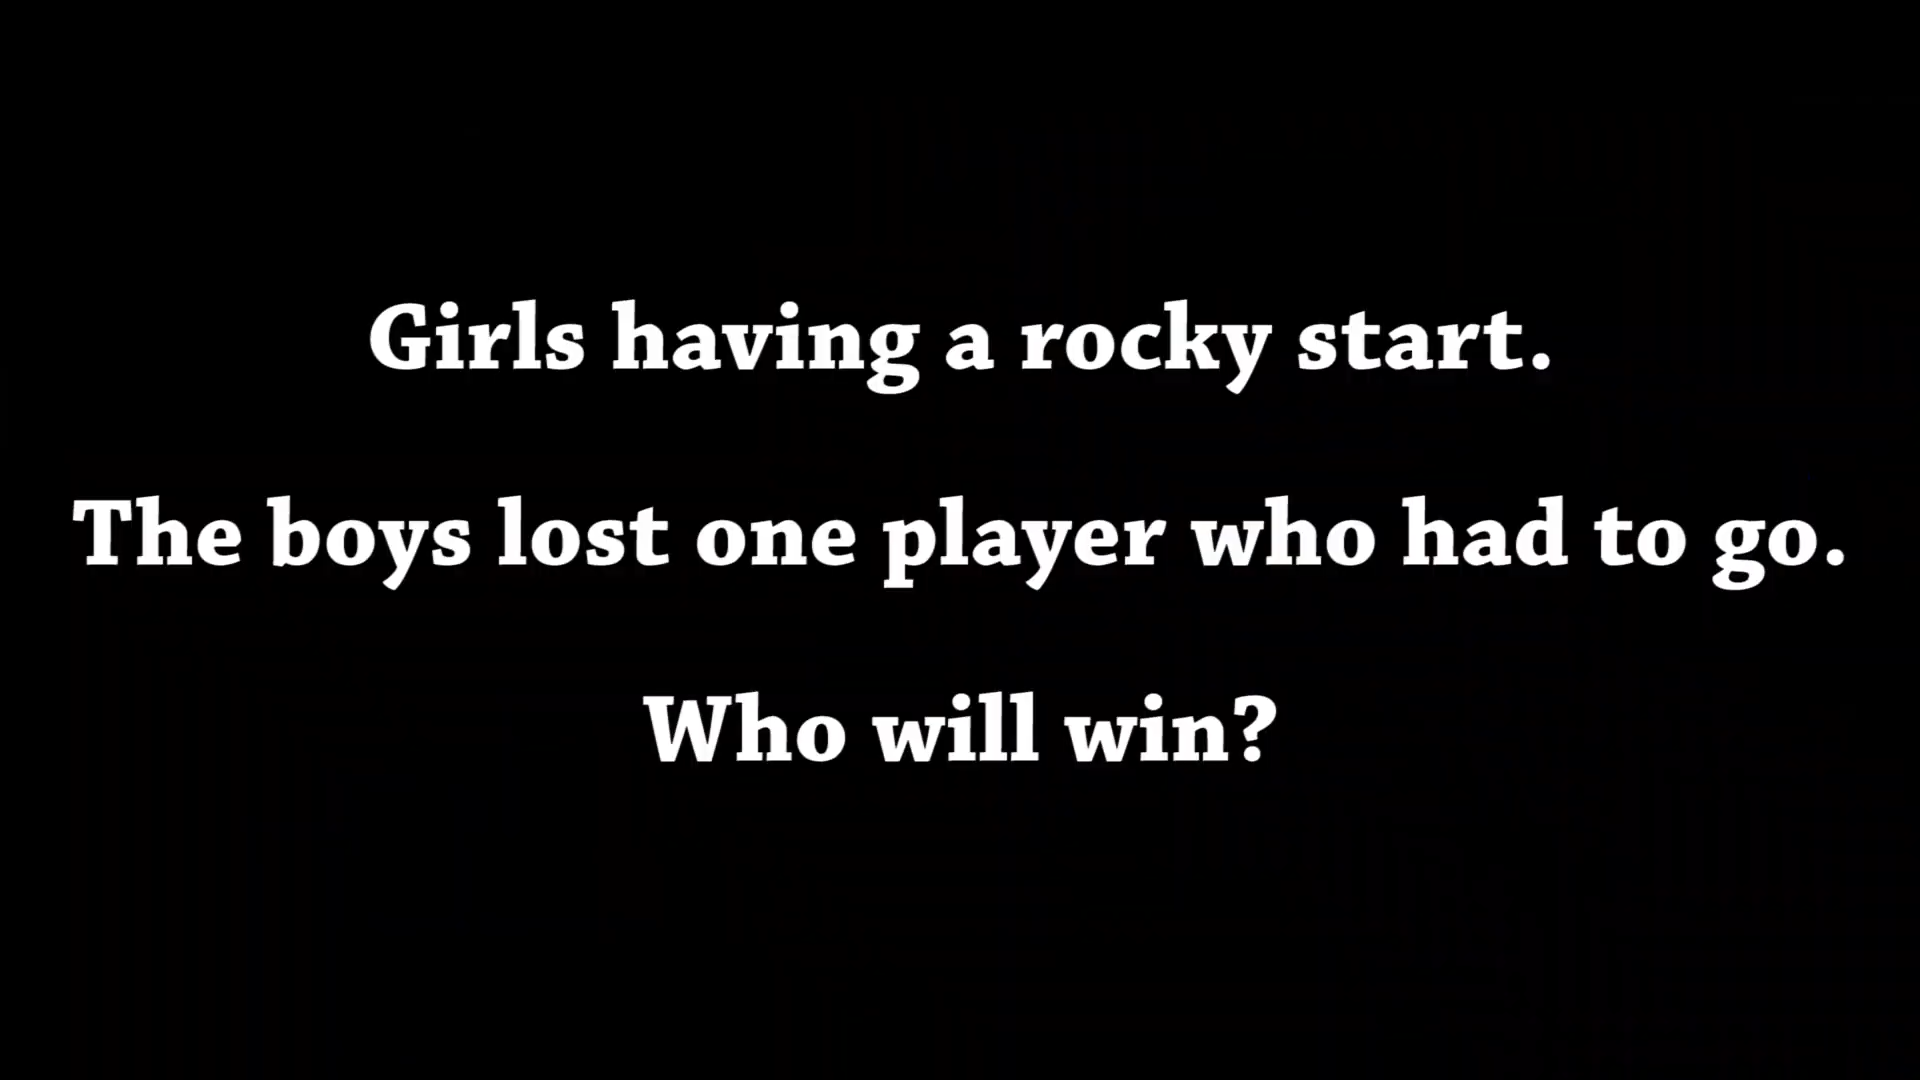 Girls having a rocky start.
The boys lost one player who had to go.
Who will win?